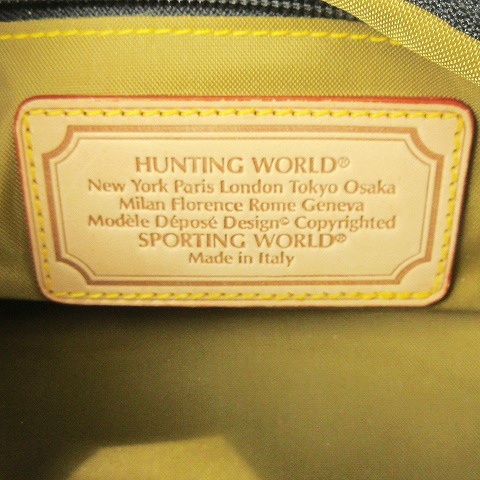 HUNTING WORLD®
New York Paris London Tokyo Osaka
Milan Florence Rome Geneva
Modèle Déposé Design© Copyrighted
SPORTING WORLD®
Made in Italy